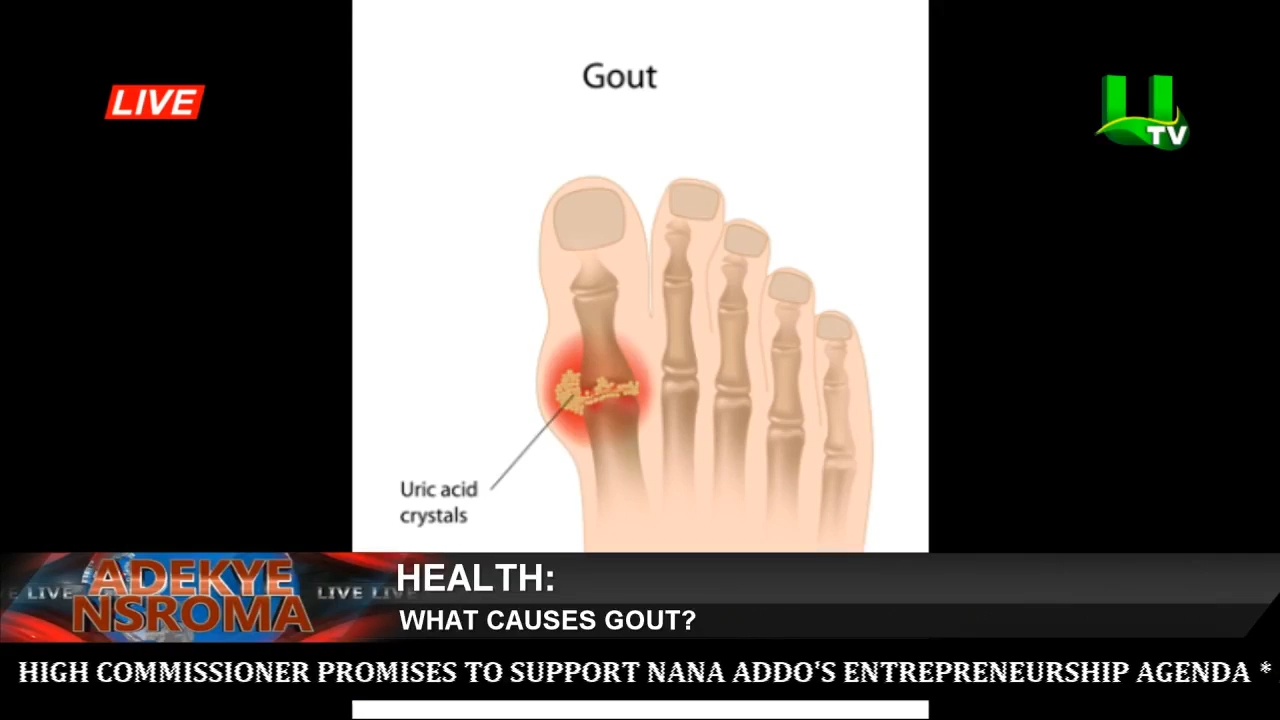 Gout
LIVE
U
TV
Uric acid
crystals
E LIVE
ADEKYE
NSROMA
LIVE LIVE
HEALTH:
WHAT CAUSES GOUT?
HIGH COMMISSIONER PROMISES TO SUPPORT NANA ADDO'S ENTREPRENEURSHIP AGENDA *